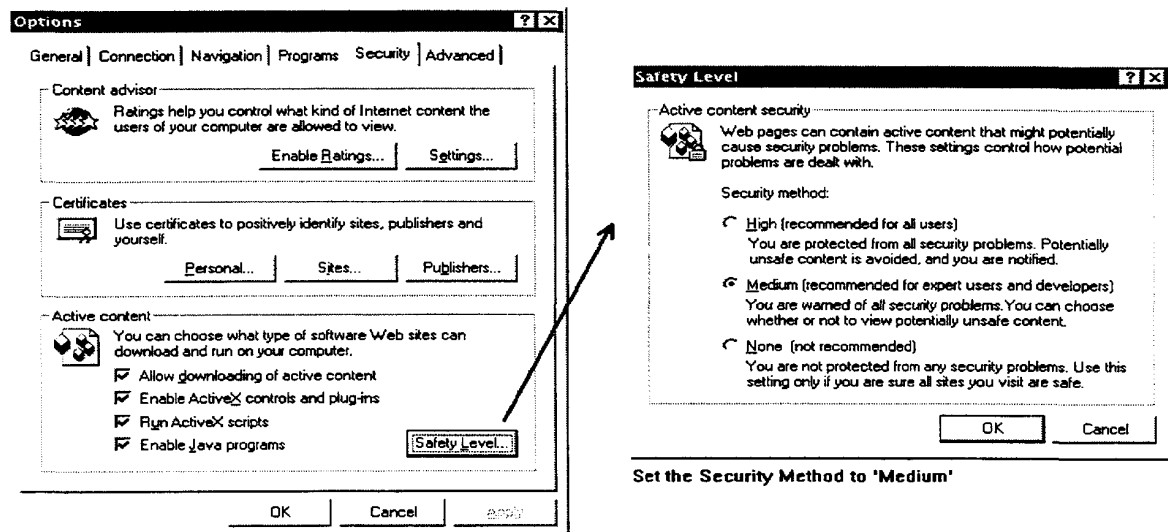 Options
General Connection Navigation Programs Security Advanced
Content advisor
Ratings help you control what kind of Internet content the
users of your computer are allowed to view.
Enable Ratings... Settings...
Certificates
Use certificates to positively identify sites, publishers and
yourself.
Personal... Sites... Publishers...
Active content
You can choose what type of software Web sites can
download and run on your computer.
Allow downloading of active content
Enable ActiveX controls and plug-ins
Run ActiveX scripts
Enable Java programs
Safety Level...
OK Cancel Apply
Safety Level
Active content security
Web pages can contain active content that might potentially
cause security problems. These settings control how potential
problems are dealt with.
Security method:
High (recommended for all users)
You are protected from all security problems. Potentially
unsafe content is avoided, and you are notified.
Medium (recommended for expert users and developers)
You are warned of all security problems. You can choose
whether or not to view potentially unsafe content.
None (not recommended)
You are not protected from any security problems. Use this
setting only if you are sure all sites you visit are safe.
OK Cancel
Set the Security Method to 'Medium'